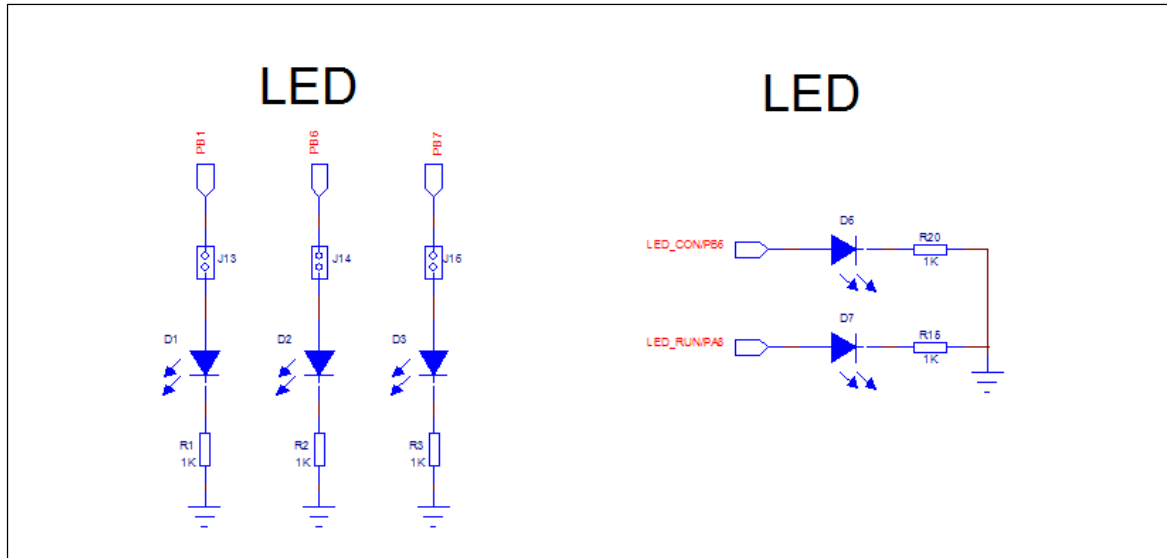 LED
PB1
PB6
PB7
J13
J14
J15
D1
D2
D3
R1
1K
R2
1K
R3
1K
LED
D6
LED_CON/PB6
R20
1K
D7
LED_RUN/PA8
R15
1K